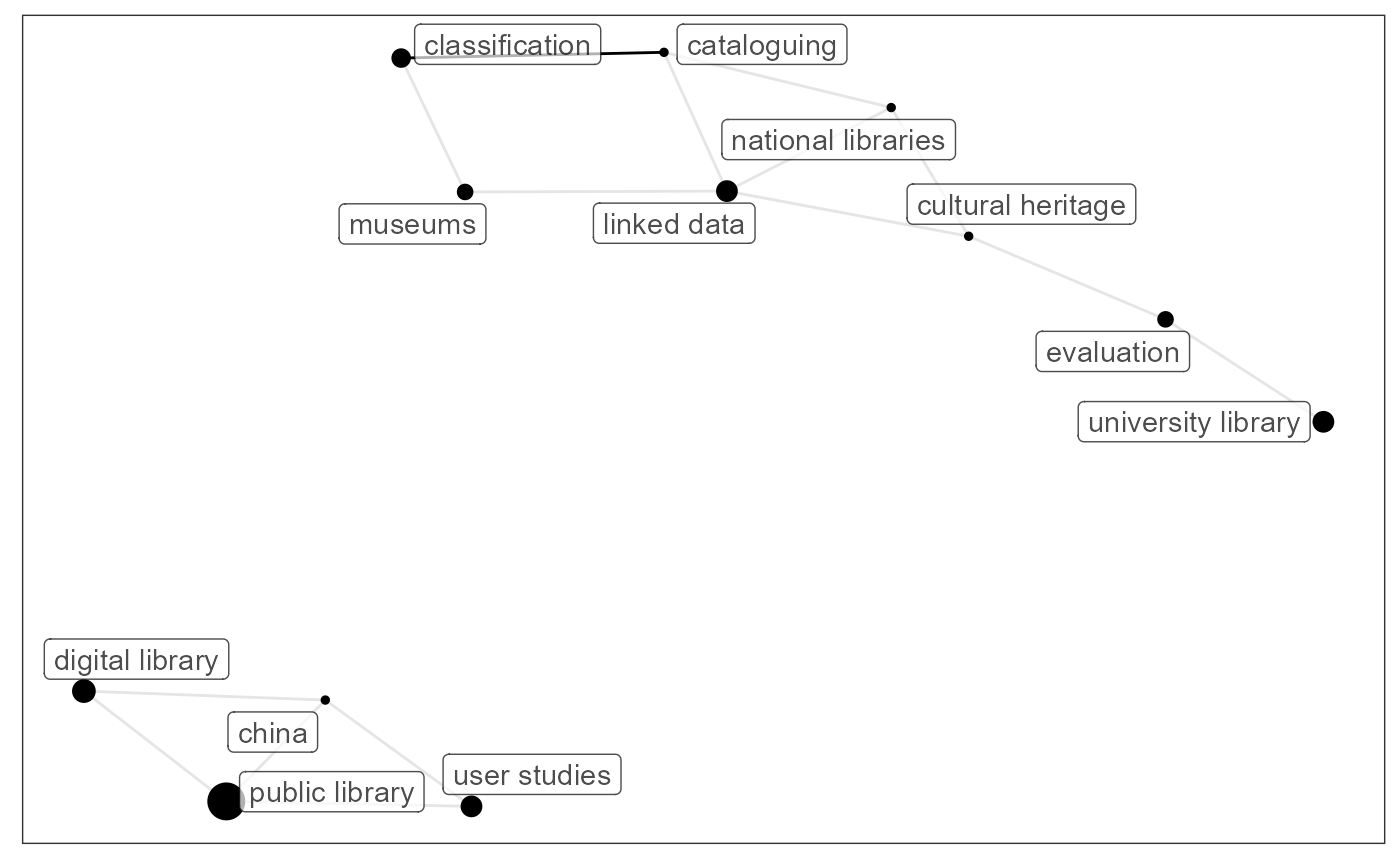 classification
cataloguing
national libraries
cultural heritage
museums
linked data
evaluation
university library
digital library
china
user studies
public library